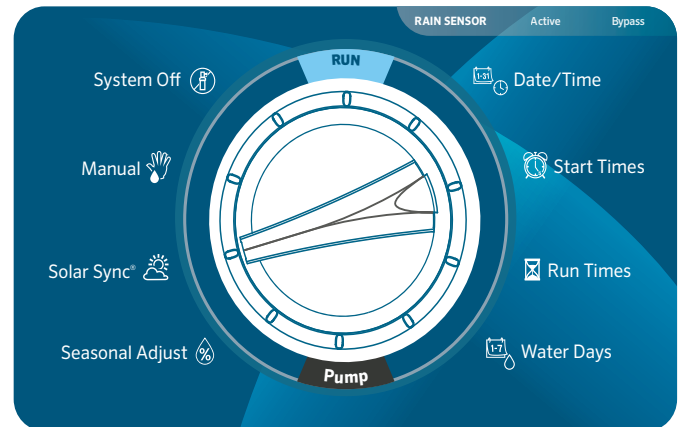 RAIN SENSOR Active Bypass
RUN
System Off
Date/Time
1-31
Manual
Start Times
Solar Sync®
Run Times
Seasonal Adjust %
1-7
Water Days
Pump